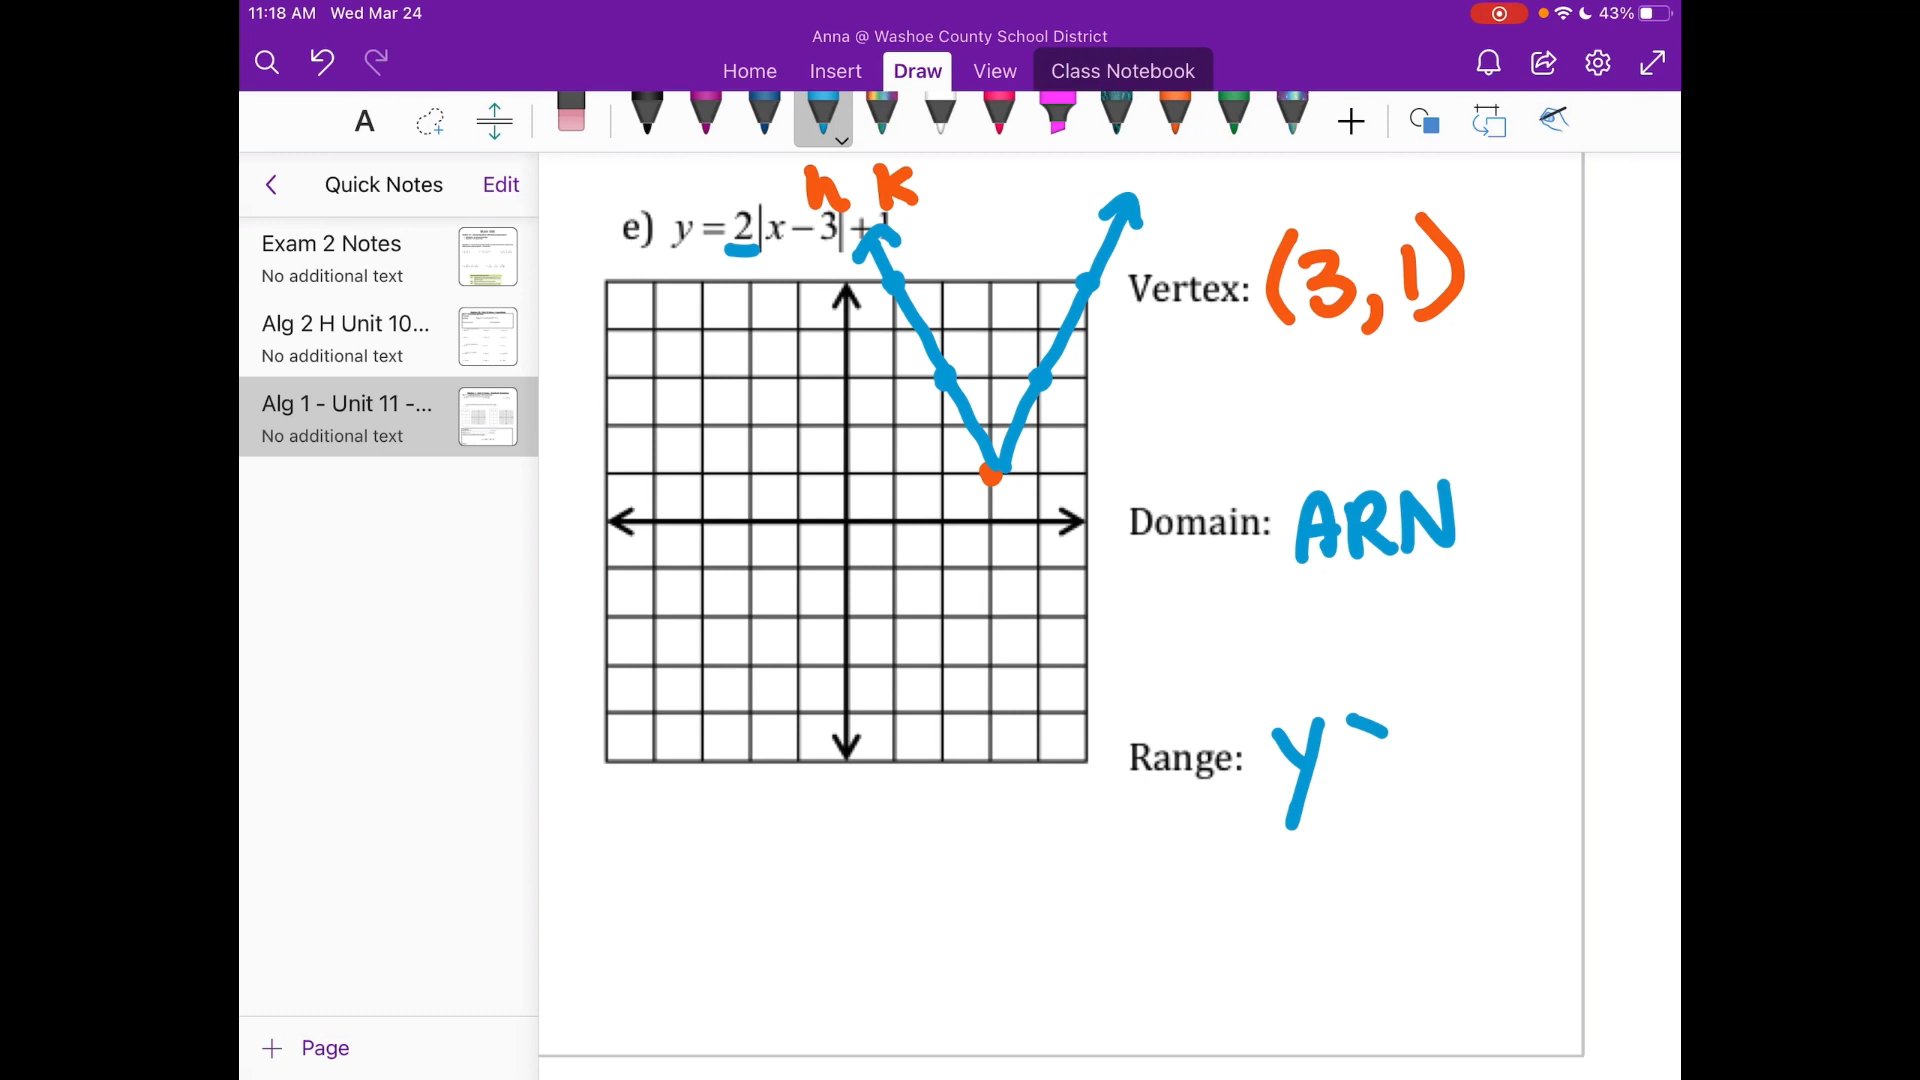 11:18 AM Wed Mar 24
43%
Anna @ Washoe County School District
Home Insert Draw View Class Notebook
A
Quick Notes
Edit
Exam 2 Notes
No additional text
Alg 2 H Unit 10...
No additional text
Alg 1 - Unit 11 -...
No additional text
Page
h, k
e) y = 2|x − 3| + 1
Vertex: (3, 1)
Domain: ARN
Range: y